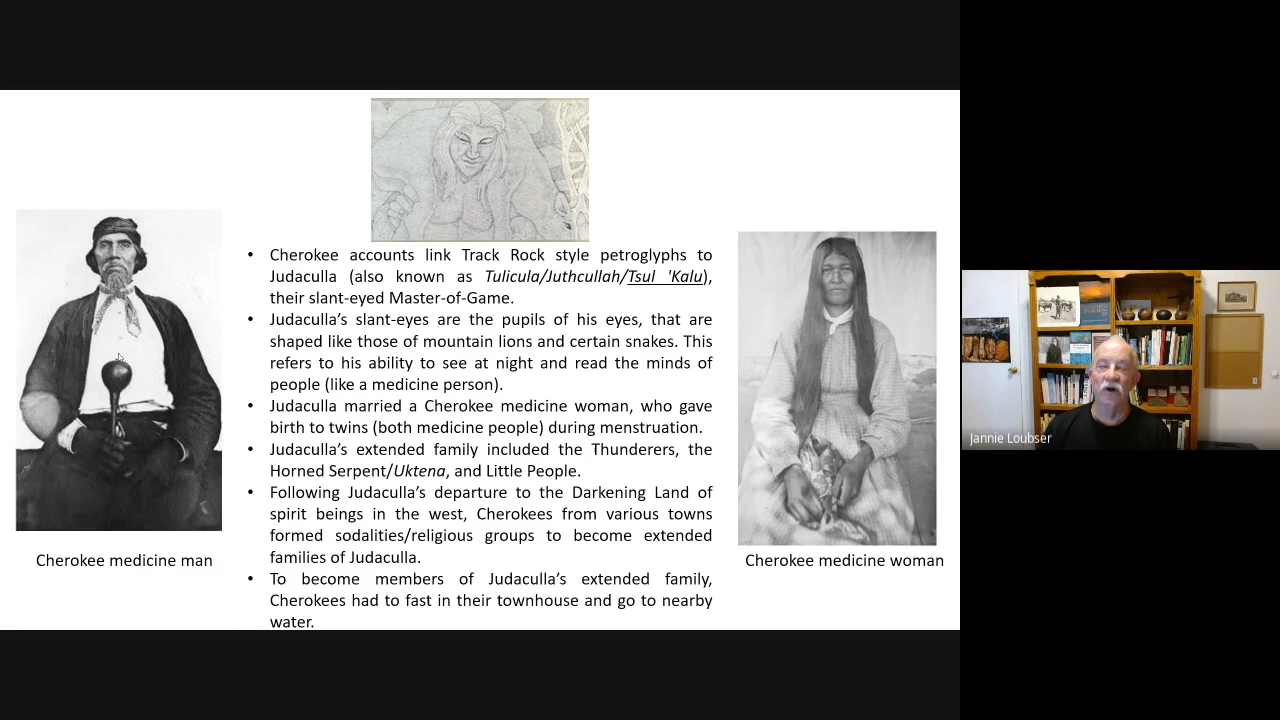 • Cherokee accounts link Track Rock style petroglyphs to
Judaculla (also known as Tulicula/Juthcullah/Tsul 'Kalu),
their slant-eyed Master-of-Game.
• Judaculla's slant-eyes are the pupils of his eyes, that are
shaped like those of mountain lions and certain snakes. This
refers to his ability to see at night and read the minds of
people (like a medicine person).
• Judaculla married a Cherokee medicine woman, who gave
birth to twins (both medicine people) during menstruation.
• Judaculla's extended family included the Thunderers, the
Horned Serpent/Uktena, and Little People.
• Following Judaculla's departure to the Darkening Land of
spirit beings in the west, Cherokees from various towns
formed sodalities/religious groups to become extended
families of Judaculla.
• To become members of Judaculla's extended family,
Cherokees had to fast in their townhouse and go to nearby
water.
Cherokee medicine man
Cherokee medicine woman
Jannie Loubser